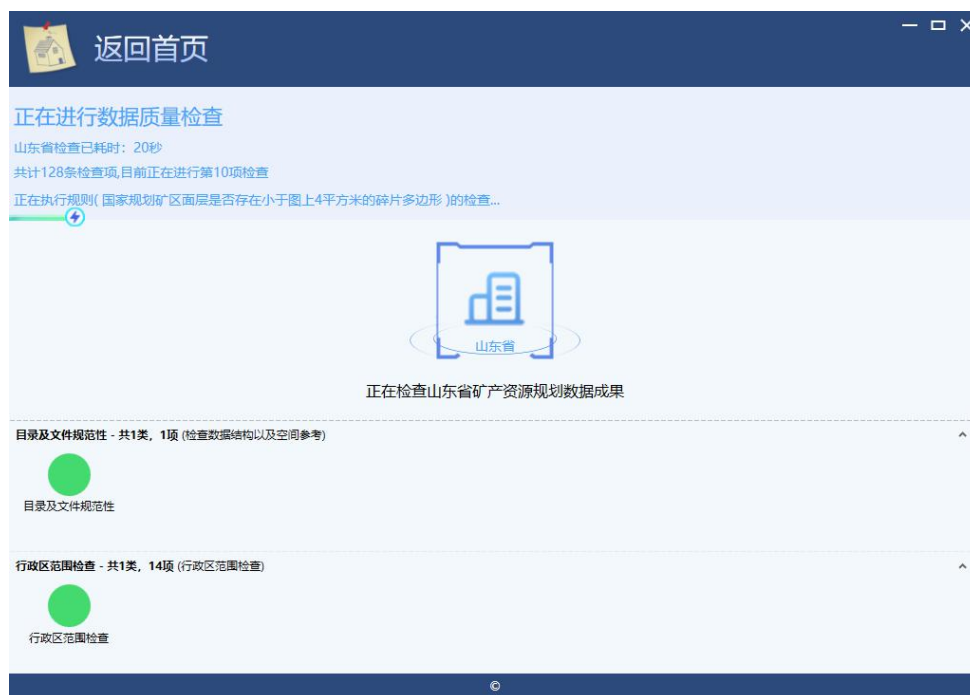 返回首页
正在进行数据质量检查
山东省检查已耗时：20秒
共计128条检查项,目前正在进行第10项检查
正在执行规则( 国家规划矿区面层是否存在小于图上4平方米的碎片多边形 )的检查...
山东省
正在检查山东省矿产资源规划数据成果
目录及文件规范性 - 共1类，1项 (检查数据结构以及空间参考)
目录及文件规范性
行政区范围检查 - 共1类，14项 (行政区范围检查)
行政区范围检查
©